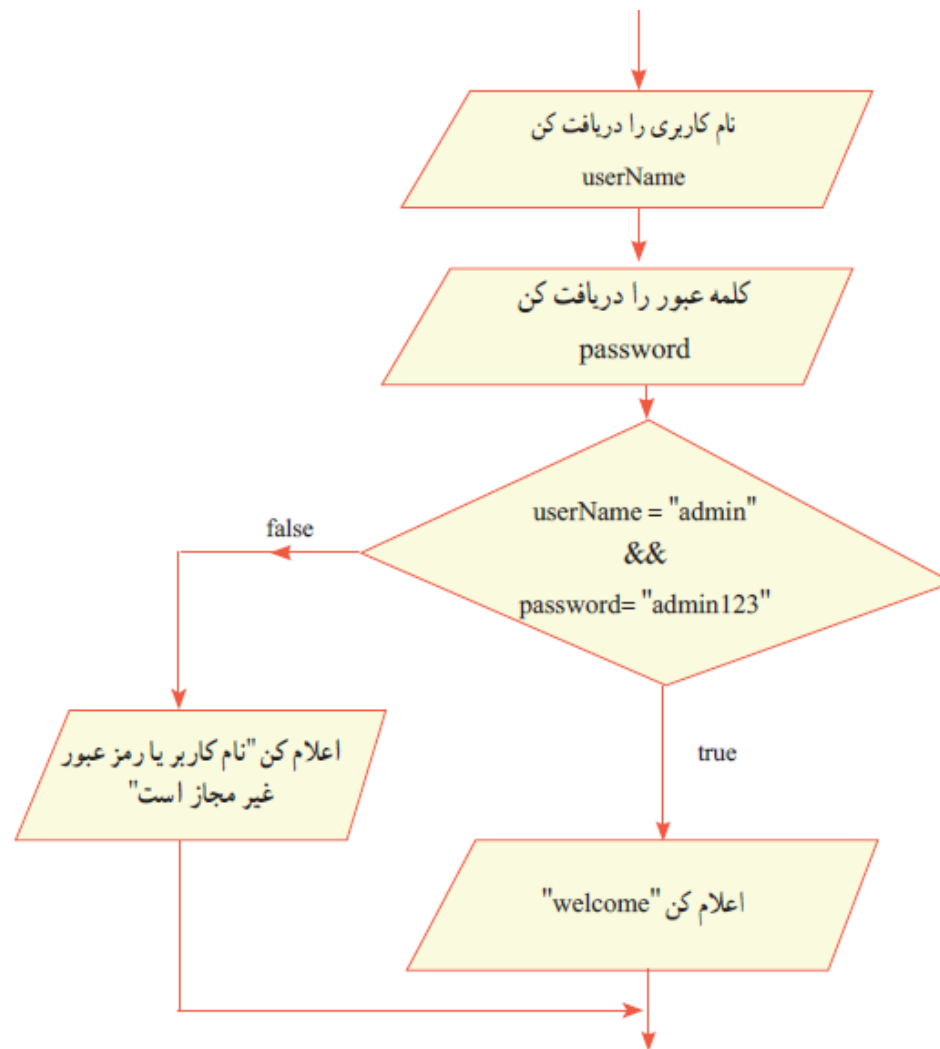 نام کاربری را دریافت کن
userName
کلمه عبور را دریافت کن
password
userName = "admin"
&&
password= "admin123"
false
true
اعلام کن "نام کاربر یا رمز عبور
غیر مجاز است"
اعلام کن "welcome"